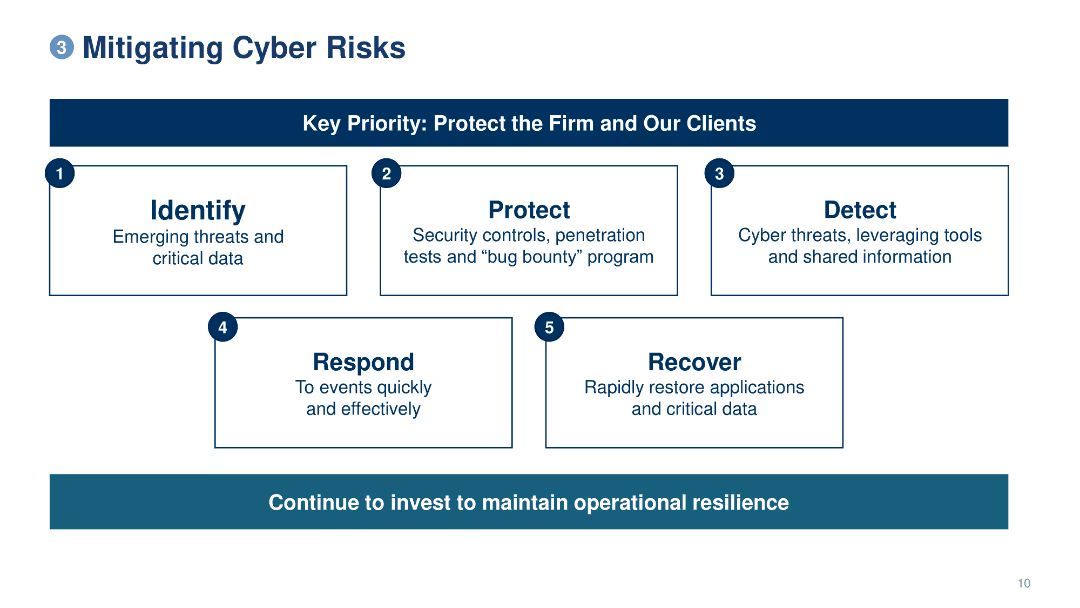 3 Mitigating Cyber Risks
Key Priority: Protect the Firm and Our Clients
1
Identify
Emerging threats and
critical data
2
Protect
Security controls, penetration
tests and “bug bounty” program
3
Detect
Cyber threats, leveraging tools
and shared information
4
Respond
To events quickly
and effectively
5
Recover
Rapidly restore applications
and critical data
Continue to invest to maintain operational resilience
10